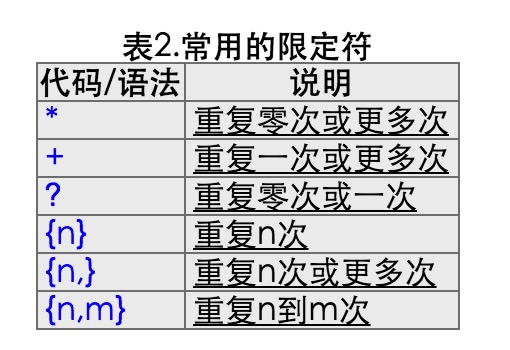 表2.常用的限定符
代码/语法 说明
* 重复零次或更多次
+ 重复一次或更多次
? 重复零次或一次
{n} 重复n次
{n,} 重复n次或更多次
{n,m} 重复n到m次